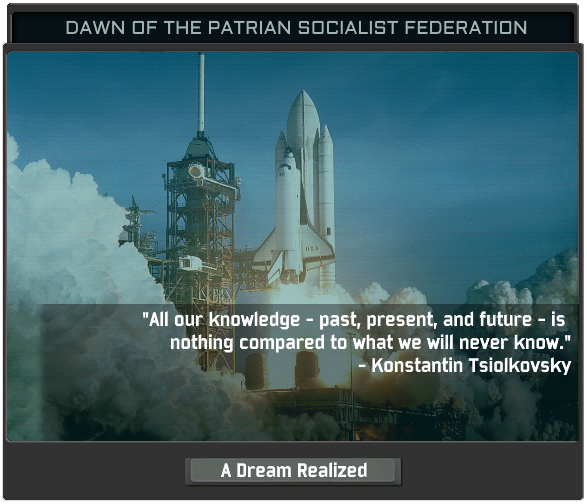 DAWN OF THE PATRIAN SOCIALIST FEDERATION
USA
"All our knowledge - past, present, and future - is
nothing compared to what we will never know."
- Konstantin Tsiolkovsky
A Dream Realized